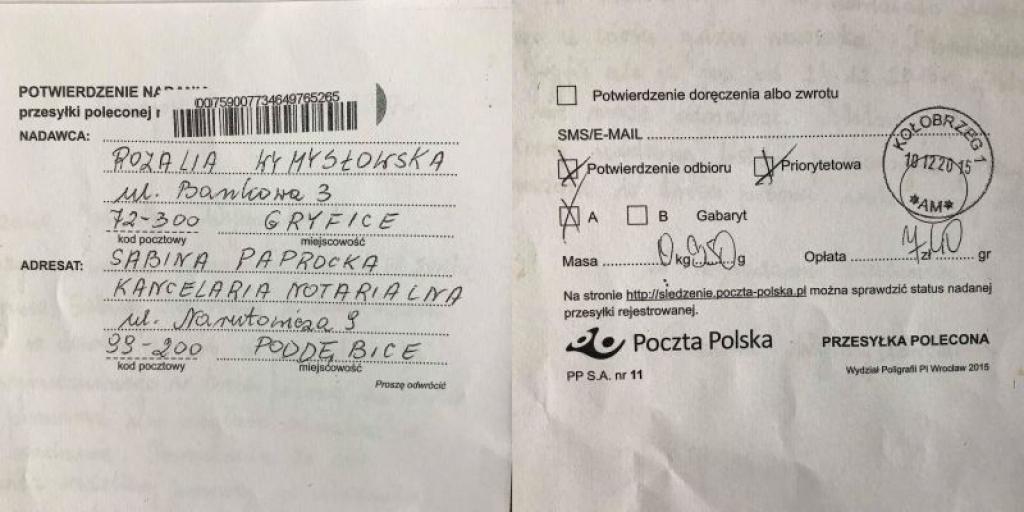 POTWIERDZENIE
przesyłki poleconej
(00)759007734649765265
NADAWCA:
ROZALIA WYMYSŁOWSKA
ul. Bankowa 3
72-300 GRYFICE
kod pocztowy miejscowość
ADRESAT: SABINA PAPROCKA
KANCELARIA NOTARIALNA
ul. Narutowicza 9
99-200 PODDĘBICE
kod pocztowy miejscowość
Proszę odwrócić
Potwierdzenie doręczenia albo zwrotu
SMS/E-MAIL
Potwierdzenie odbioru Priorytetowa
KOŁOBRZEG 1
18 12 20 15
*AM*
A B Gabaryt
Masa 0 kg g Opłata zł gr
Na stronie http://sledzenie.poczta-polska.pl można sprawdzić status nadanej
przesyłki rejestrowanej.
Poczta Polska PRZESYŁKA POLECONA
PP S.A. nr 11 Wydział Poligrafii PI Wrocław 2015